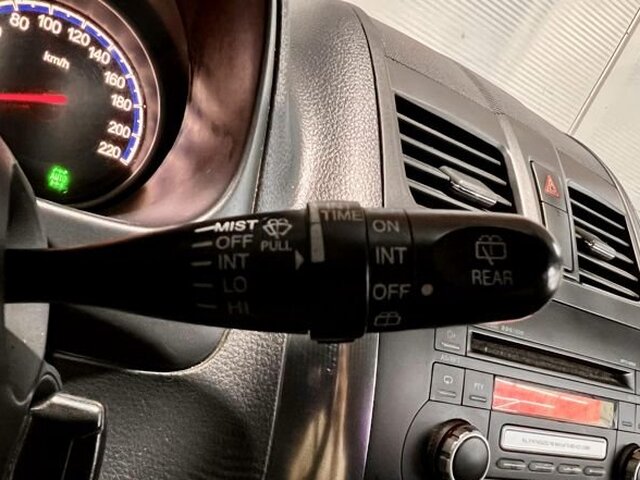 80
100
120
140
160
180
200
220
km/h
MIST
OFF
INT
LO
HI
PULL
TIME
ON
INT
OFF
REAR